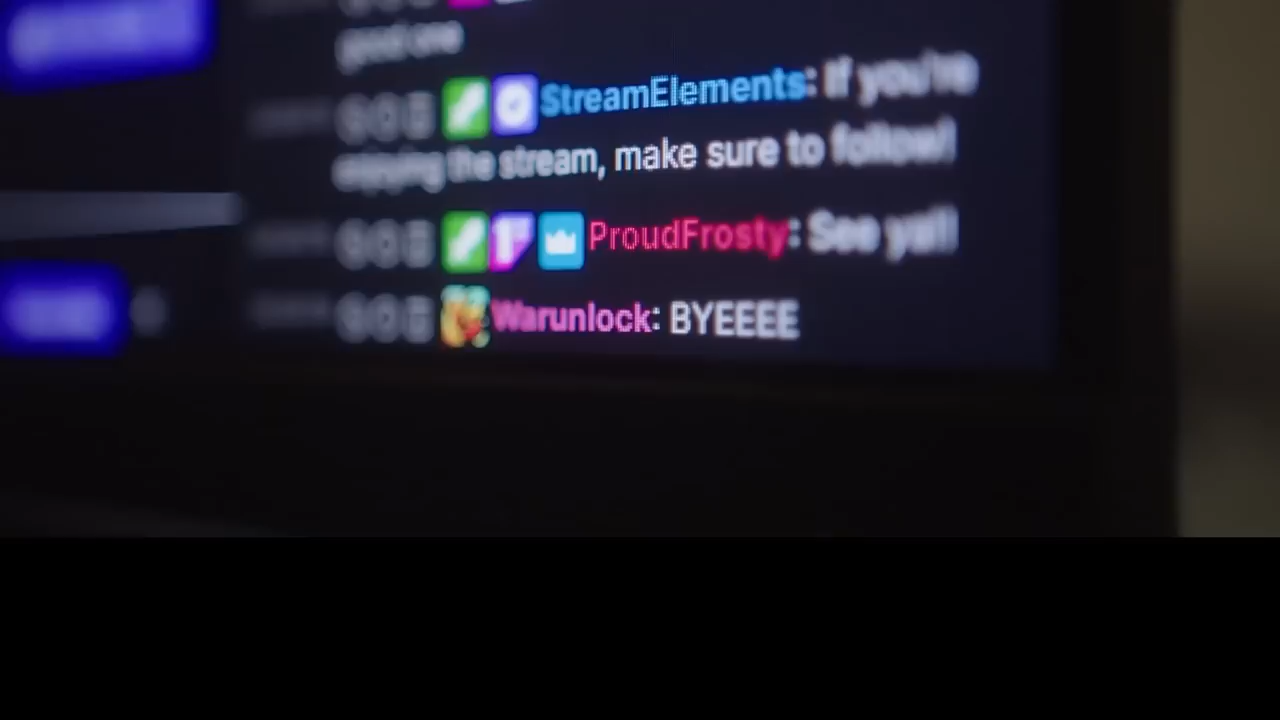 good one
StreamElements: If you're
enjoying the stream, make sure to follow!
ProudFrosty: See ya!!
Warunlock: BYEEEE